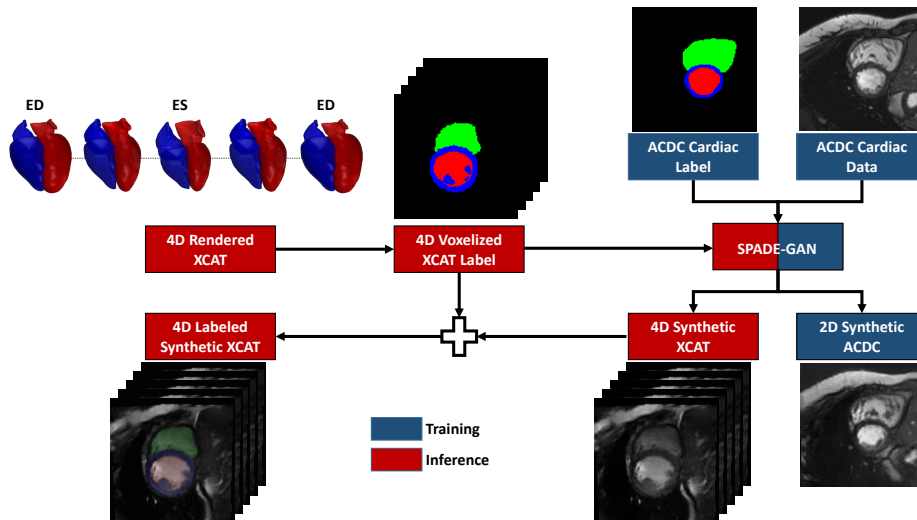 ED
ES
ED
ACDC Cardiac
Label
ACDC Cardiac
Data
4D Rendered
XCAT
4D Voxelized
XCAT Label
SPADE-GAN
4D Labeled
Synthetic XCAT
4D Synthetic
XCAT
2D Synthetic
ACDC
Training
Inference